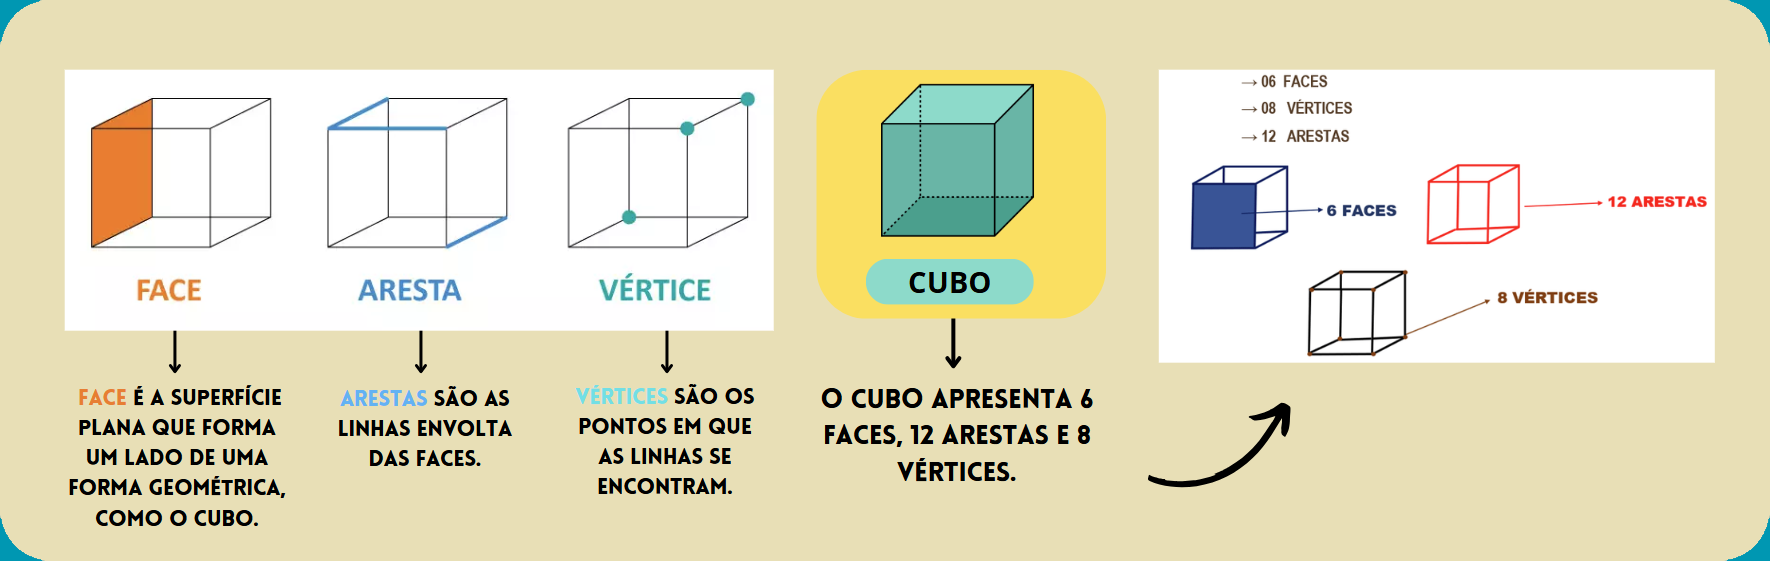 FACE
ARESTA
VÉRTICE
FACE É A SUPERFÍCIE
PLANA QUE FORMA
UM LADO DE UMA
FORMA GEOMÉTRICA,
COMO O CUBO.
ARESTAS SÃO AS
LINHAS ENVOLTA
DAS FACES.
VÉRTICES SÃO OS
PONTOS EM QUE
AS LINHAS SE
ENCONTRAM.
CUBO
O CUBO APRESENTA 6
FACES, 12 ARESTAS E 8
VÉRTICES.
→ 06 FACES
→ 08 VÉRTICES
→ 12 ARESTAS
6 FACES
12 ARESTAS
8 VÉRTICES